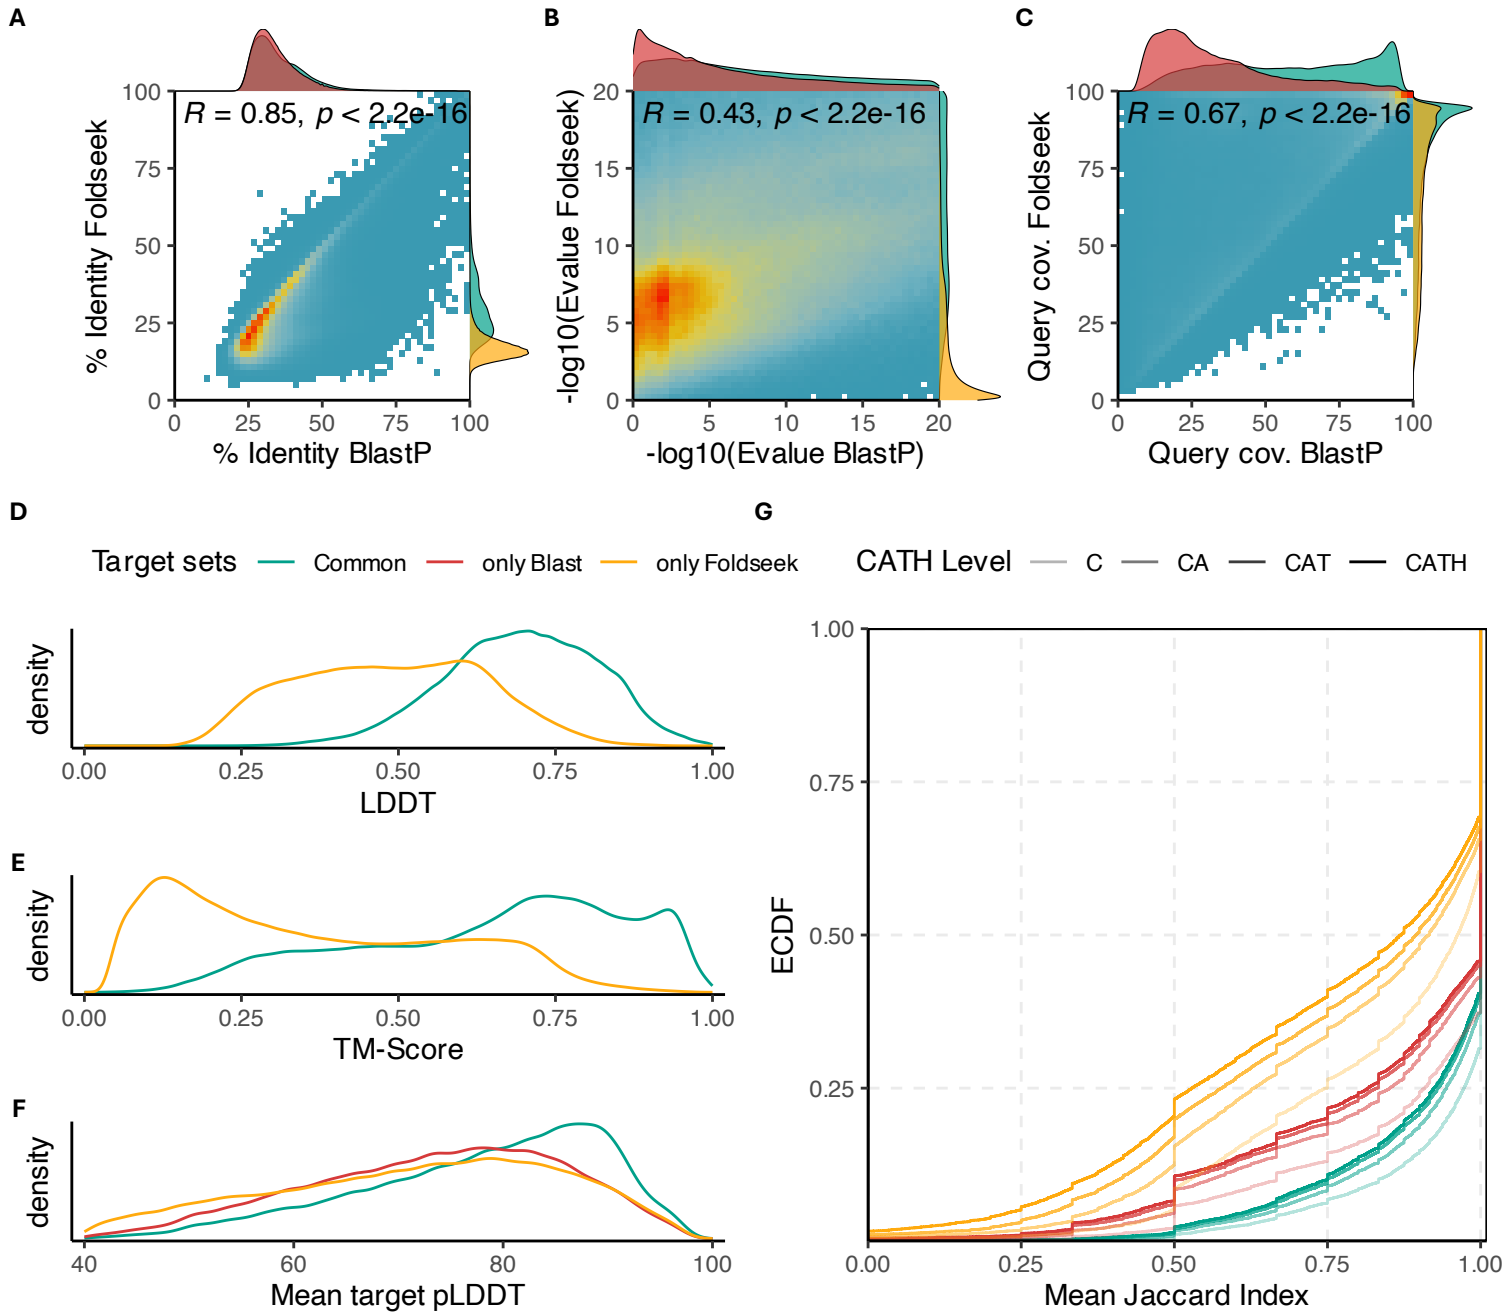 A
B
C
R = 0.85, p < 2.2e-16
R = 0.43, p < 2.2e-16
R = 0.67, p < 2.2e-16
% Identity Foldseek
100
75
50
25
0
0 25 50 75 100
% Identity BlastP
-log10(Evalue Foldseek)
20
15
10
5
0
0 5 10 15 20
-log10(Evalue BlastP)
Query cov. Foldseek
100
75
50
25
0
0 25 50 75 100
Query cov. BlastP
D
Target sets Common only Blast only Foldseek
density
0.00 0.25 0.50 0.75 1.00
LDDT
E
density
0.00 0.25 0.50 0.75 1.00
TM-Score
F
density
40 60 80 100
Mean target pLDDT
G
CATH Level C CA CAT CATH
ECDF
1.00
0.75
0.50
0.25
0.00 0.25 0.50 0.75 1.00
Mean Jaccard Index